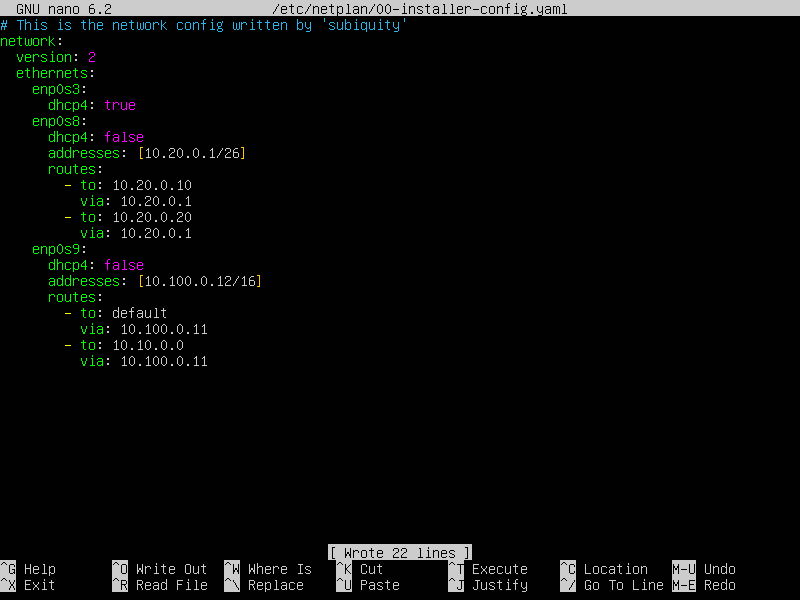 GNU nano 6.2 /etc/netplan/00-installer-config.yaml
# This is the network config written by 'subiquity'
network:
  version: 2
  ethernets:
    enp0s3:
      dhcp4: true
    enp0s8:
      dhcp4: false
      addresses: [10.20.0.1/26]
      routes:
        - to: 10.20.0.10
          via: 10.20.0.1
        - to: 10.20.0.20
          via: 10.20.0.1
    enp0s9:
      dhcp4: false
      addresses: [10.100.0.12/16]
      routes:
        - to: default
          via: 10.100.0.11
        - to: 10.10.0.0
          via: 10.100.0.11
[ Wrote 22 lines ]
^G Help ^O Write Out ^W Where Is ^K Cut ^T Execute ^C Location M-U Undo
^X Exit ^R Read File ^\ Replace ^U Paste ^J Justify ^/ Go To Line M-E Redo